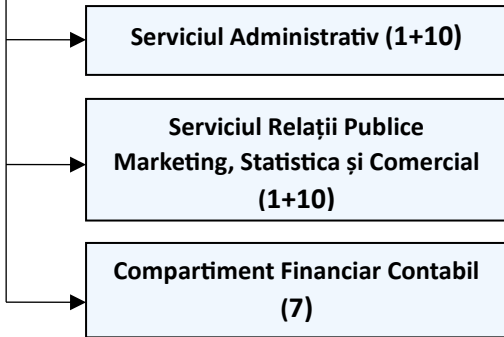 Serviciul Administrativ (1+10)
Serviciul Relații Publice
Marketing, Statistica și Comercial
(1+10)
Compartiment Financiar Contabil
(7)